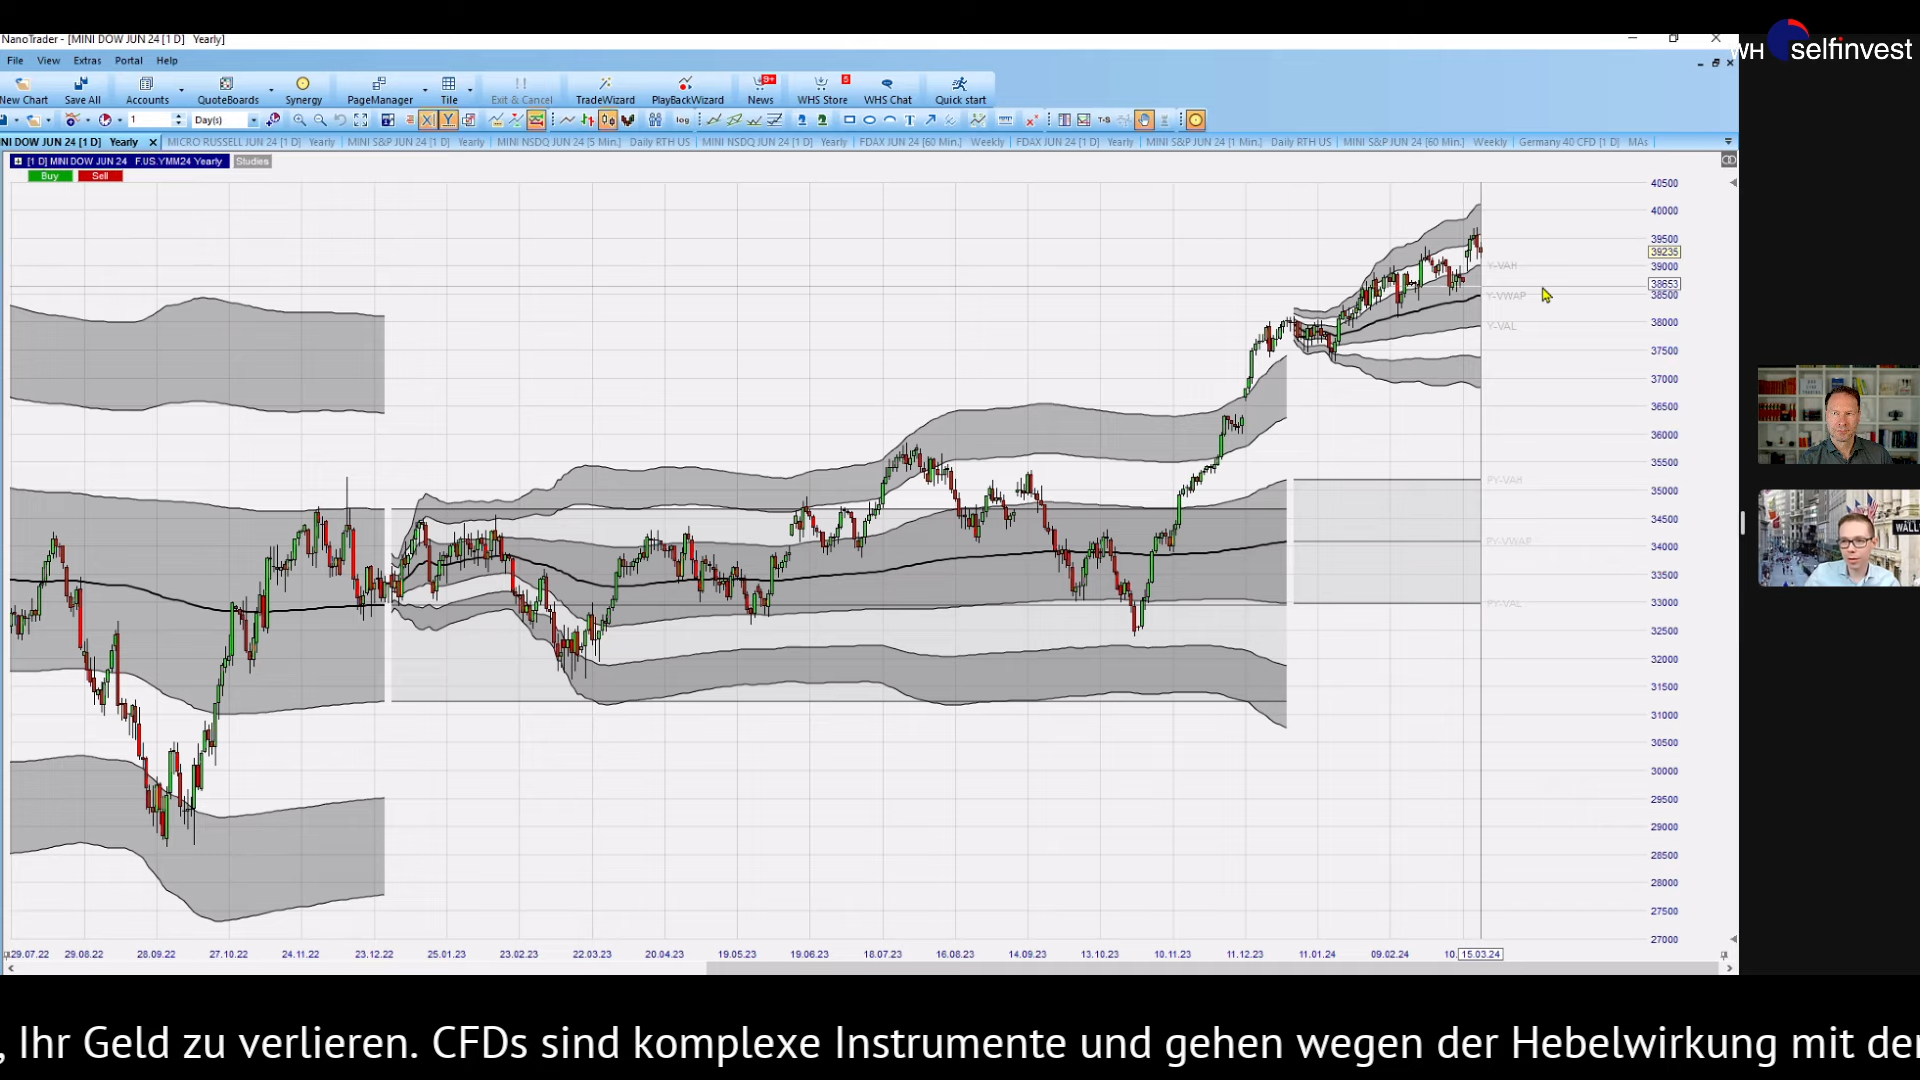 NanoTrader - [MINI DOW JUN 24 [1 D] Yearly]
WH selfinvest
File View Extras Portal Help
New Chart Save All Accounts QuoteBoards Synergy PageManager Tile Exit & Cancel TradeWizard PlayBackWizard News 9+ WHS Store 5 WHS Chat Quick start
1 Day(s) log T
NI DOW JUN 24 [1 D] Yearly MICRO RUSSELL JUN 24 [1 D] Yearly MINI S&P JUN 24 [1 D] Yearly MINI NSDQ JUN 24 [5 Min.] Daily RTH US MINI NSDQ JUN 24 [1 D] Yearly FDAX JUN 24 [60 Min.] Weekly FDAX JUN 24 [1 D] Yearly MINI S&P JUN 24 [1 Min.] Daily RTH US MINI S&P JUN 24 [60 Min.] Weekly Germany 40 CFD [1 D] MAs
[1 D] MINI DOW JUN 24 F.US.YMM24 Yearly Studies
Buy Sell
40500
40000
39500
39235
39000
38653
38500
38000
37500
37000
36500
36000
35500
35000
34500
34000
33500
33000
32500
32000
31500
31000
30500
30000
29500
29000
28500
28000
27500
27000
Y-VAH
Y-VWAP
Y-VAL
PY-VAH
PY-VWAP
PY-VAL
WALL
29.07.22 29.08.22 28.09.22 27.10.22 24.11.22 23.12.22 25.01.23 23.02.23 22.03.23 20.04.23 19.05.23 19.06.23 18.07.23 16.08.23 14.09.23 13.10.23 10.11.23 11.12.23 11.01.24 09.02.24 10. 15.03.24
, Ihr Geld zu verlieren. CFDs sind komplexe Instrumente und gehen wegen der Hebelwirkung mit der